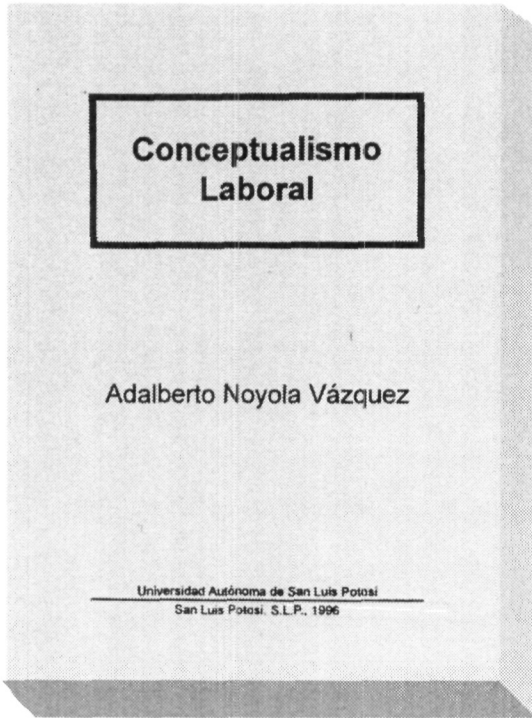 Conceptualismo
Laboral
Adalberto Noyola Vázquez
Universidad Autónoma de San Luis Potosí
San Luis Potosí, S.L.P., 1996